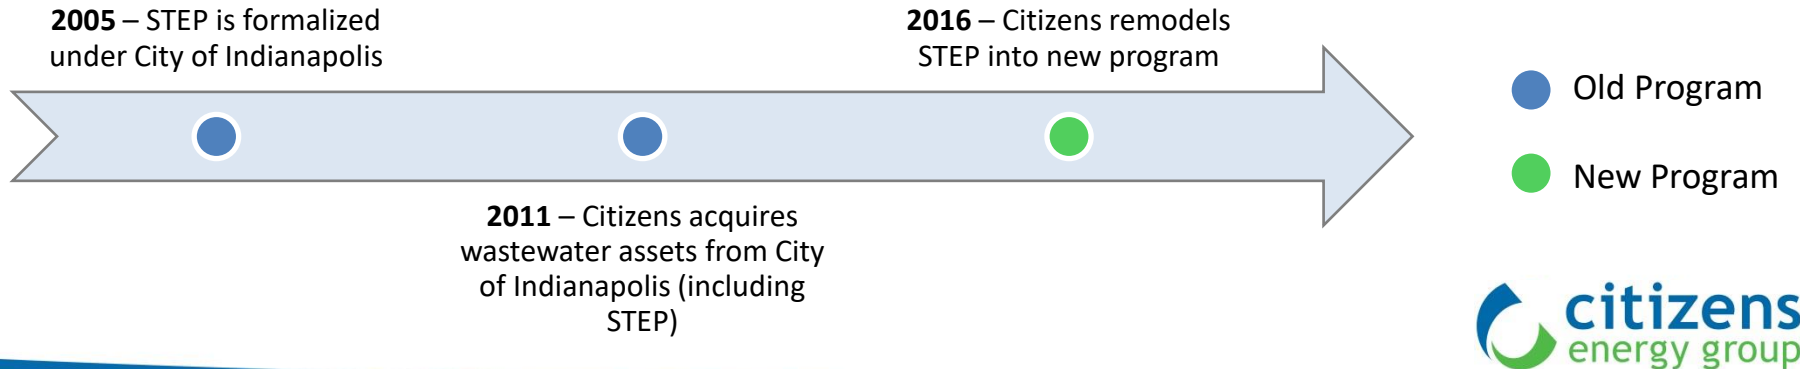 2005 – STEP is formalized
under City of Indianapolis
2016 – Citizens remodels
STEP into new program
2011 – Citizens acquires
wastewater assets from City
of Indianapolis (including
STEP)
Old Program
New Program
citizens
energy group